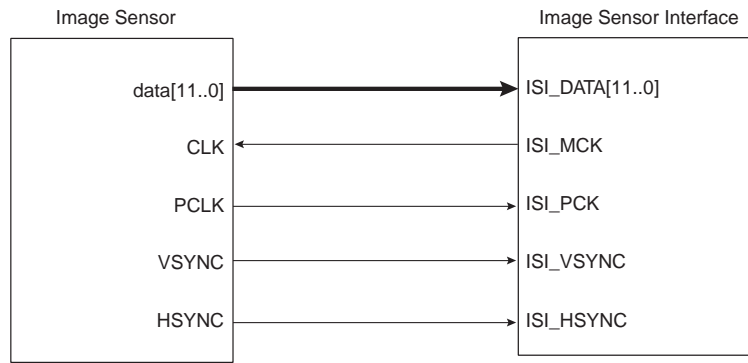 Image Sensor
Image Sensor Interface
data[11..0]
ISI_DATA[11..0]
CLK
ISI_MCK
PCLK
ISI_PCK
VSYNC
ISI_VSYNC
HSYNC
ISI_HSYNC